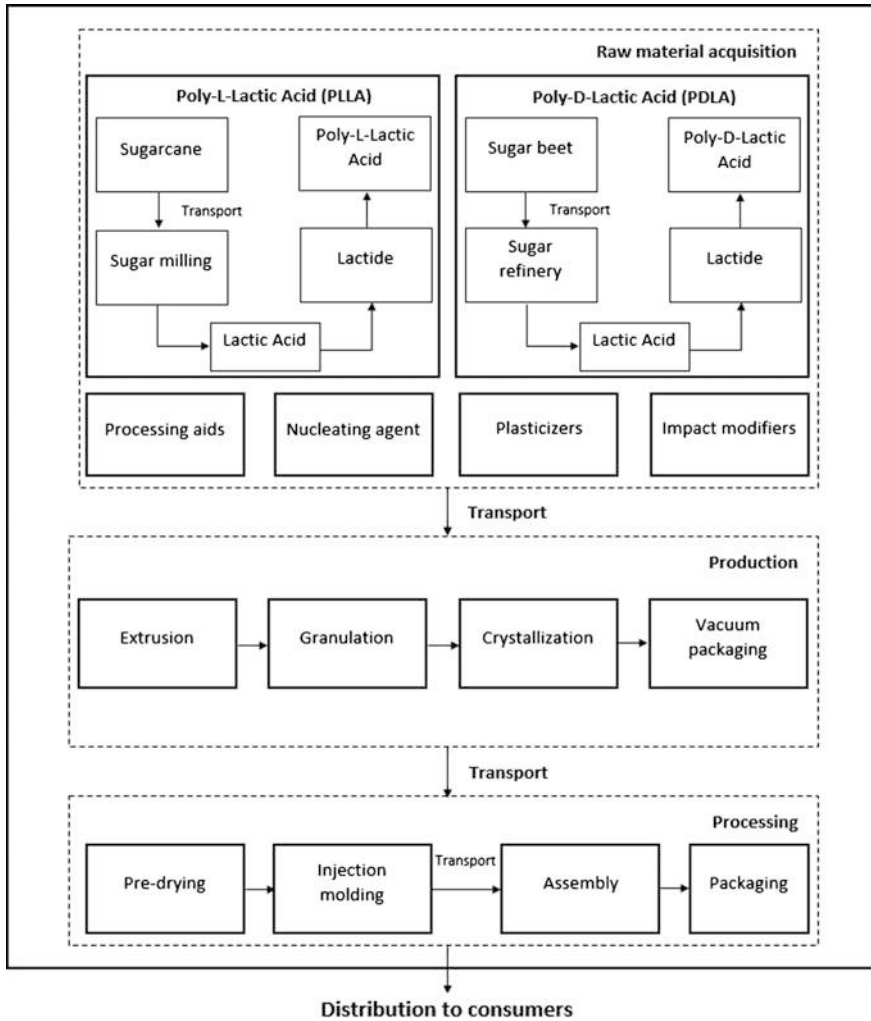 Raw material acquisition
Poly-L-Lactic Acid (PLLA)
Sugarcane
Transport
Sugar milling
Lactic Acid
Lactide
Poly-L-Lactic
Acid
Poly-D-Lactic Acid (PDLA)
Sugar beet
Transport
Sugar
refinery
Lactic Acid
Lactide
Poly-D-Lactic
Acid
Processing aids
Nucleating agent
Plasticizers
Impact modifiers
Transport
Production
Extrusion
Granulation
Crystallization
Vacuum
packaging
Transport
Processing
Pre-drying
Injection
molding
Transport
Assembly
Packaging
Distribution to consumers